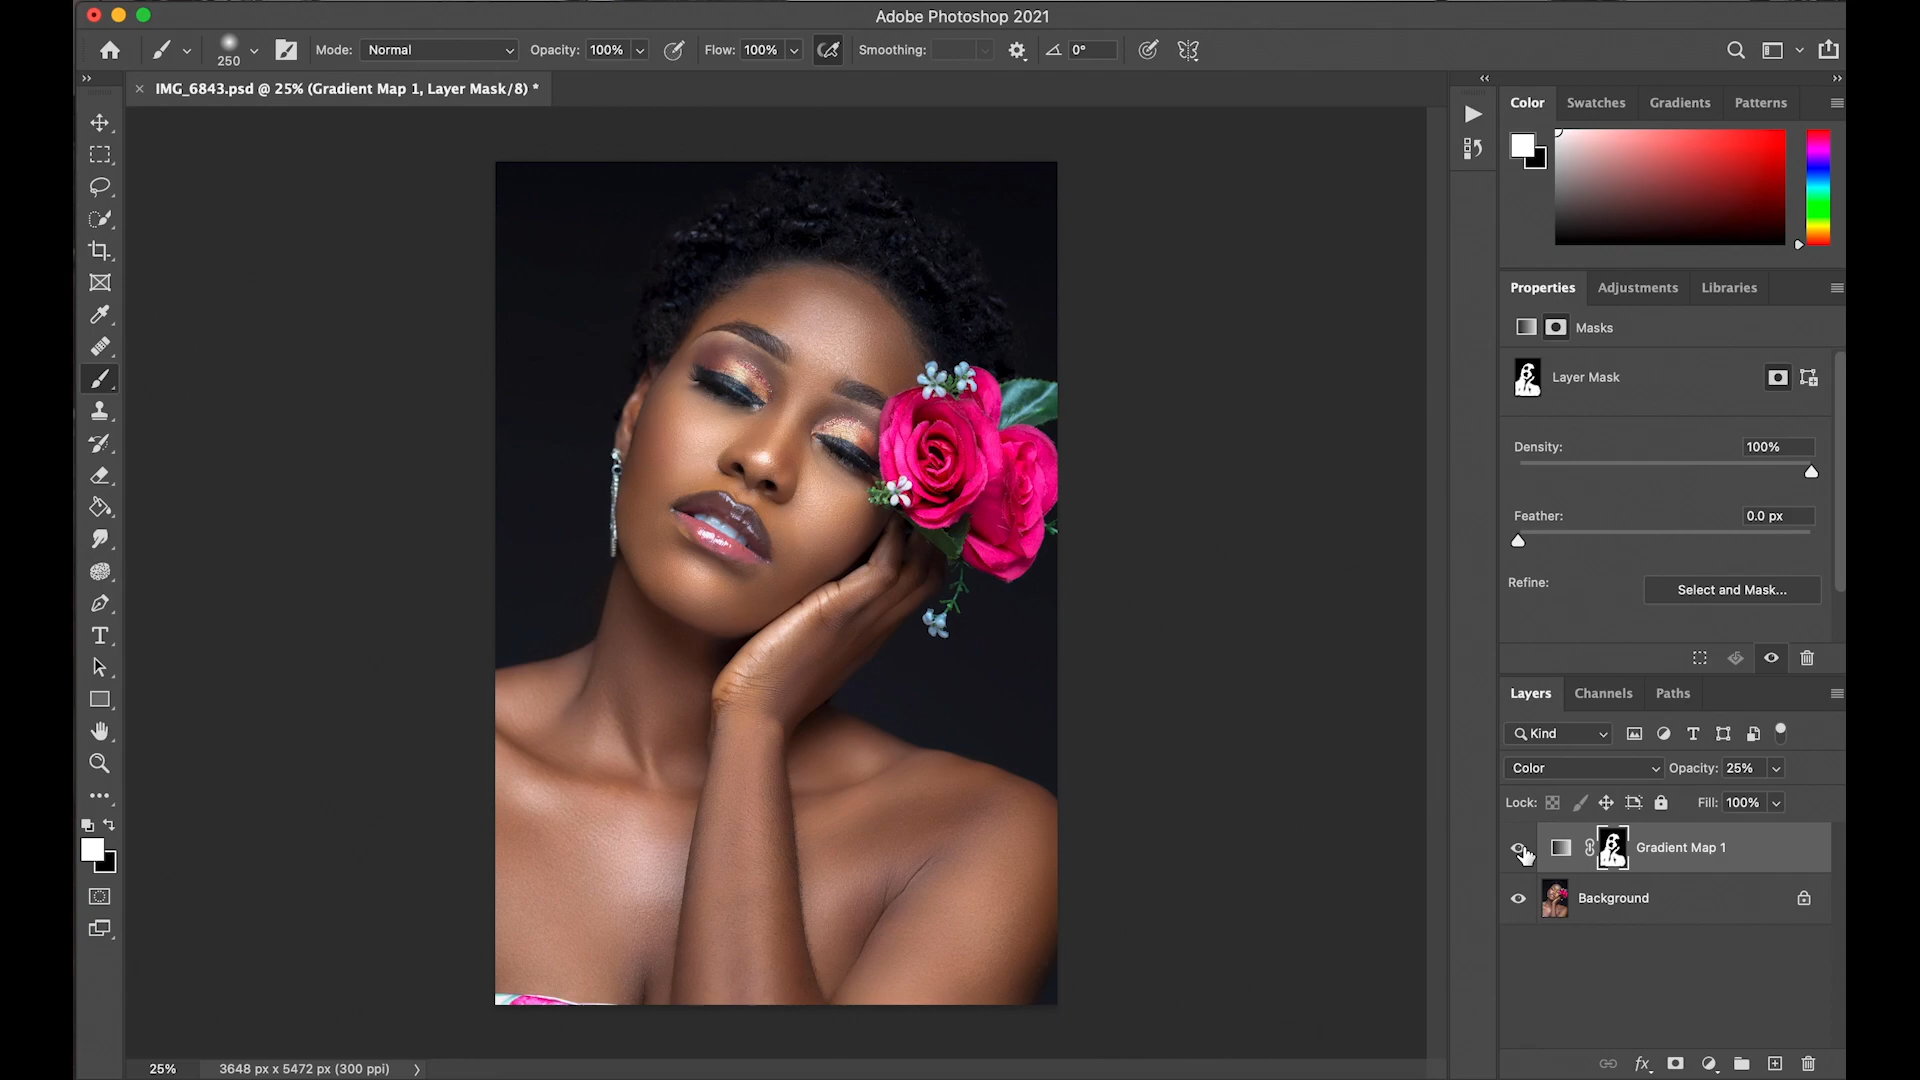 Adobe Photoshop 2021
250
Mode: Normal
Opacity: 100%
Flow: 100%
Smoothing:
0°
IMG_6843.psd @ 25% (Gradient Map 1, Layer Mask/8) *
Color Swatches Gradients Patterns
Properties Adjustments Libraries
Masks
Layer Mask
Density: 100%
Feather: 0.0 px
Refine:
Select and Mask...
Layers Channels Paths
Kind
Color Opacity: 25%
Lock: Fill: 100%
Gradient Map 1
Background
25% 3648 px x 5472 px (300 ppi)